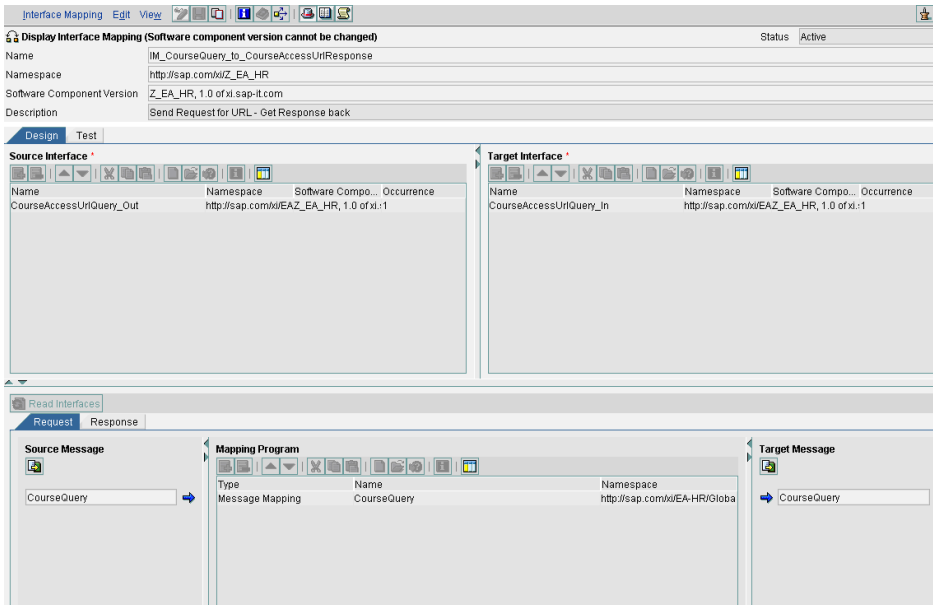 Interface Mapping Edit View
Display Interface Mapping (Software component version cannot be changed) Status Active
Name IM_CourseQuery_to_CourseAccessUrlResponse
Namespace http://sap.com/xi/Z_EA_HR
Software Component Version Z_EA_HR, 1.0 of xi.sap-it.com
Description Send Request for URL - Get Response back
Design Test
Source Interface * Target Interface *
Name Namespace Software Compo... Occurrence Name Namespace Software Compo... Occurrence
CourseAccessUrlQuery_Out http://sap.com/xi/EAZ_EA_HR, 1.0 of xi.:1 CourseAccessUrlQuery_In http://sap.com/xi/EAZ_EA_HR, 1.0 of xi.:1
Read Interfaces
Request Response
Source Message Mapping Program Target Message
Type Name Namespace
CourseQuery Message Mapping CourseQuery http://sap.com/xi/EA-HR/Globa CourseQuery